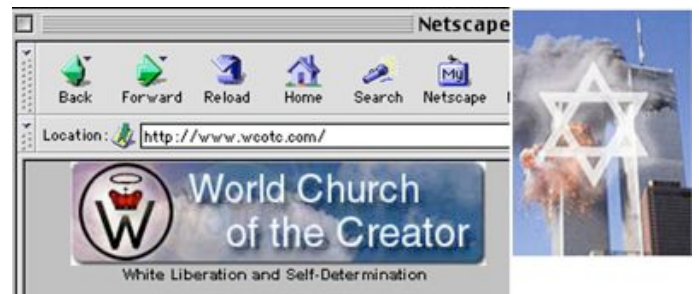 Netscape
Back Forward Reload Home Search Netscape
My
Location: http://www.wcotc.com/
W
World Church
of the Creator
White Liberation and Self-Determination